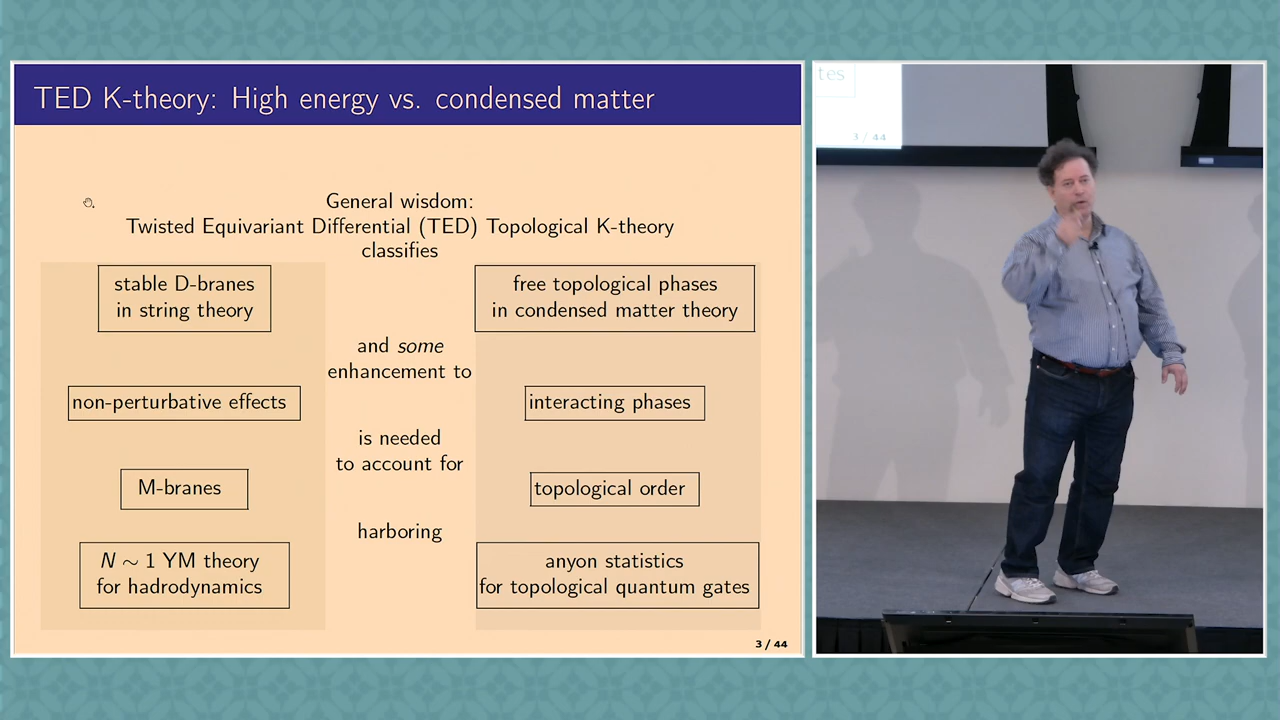 TED K-theory: High energy vs. condensed matter
General wisdom:
Twisted Equivariant Differential (TED) Topological K-theory
classifies
stable D-branes
in string theory
free topological phases
in condensed matter theory
and some
enhancement to
non-perturbative effects
interacting phases
is needed
to account for
M-branes
topological order
harboring
N ∼ 1 YM theory
for hadrodynamics
anyon statistics
for topological quantum gates
3 / 44
tes
3 / 44